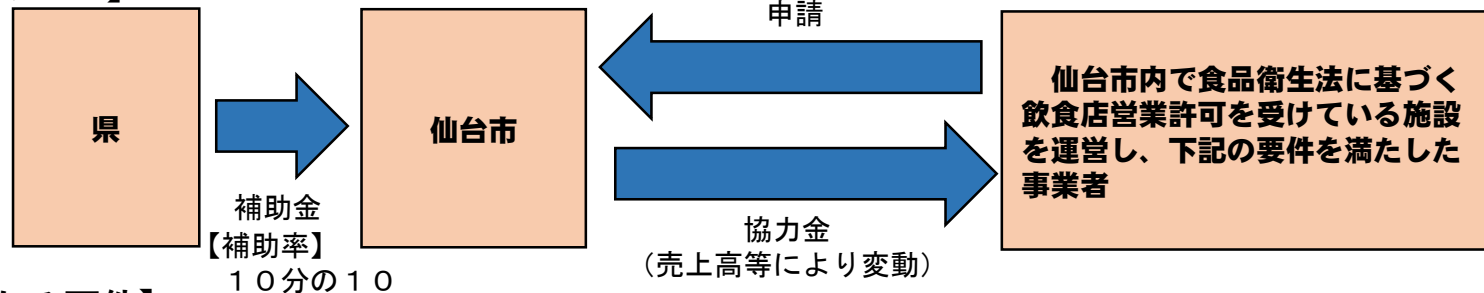 申請
県
仙台市
仙台市内で食品衛生法に基づく
飲食店営業許可を受けている施設
を運営し、下記の要件を満たした
事業者
補助金
【補助率】
１０分の１０
協力金
（売上高等により変動）